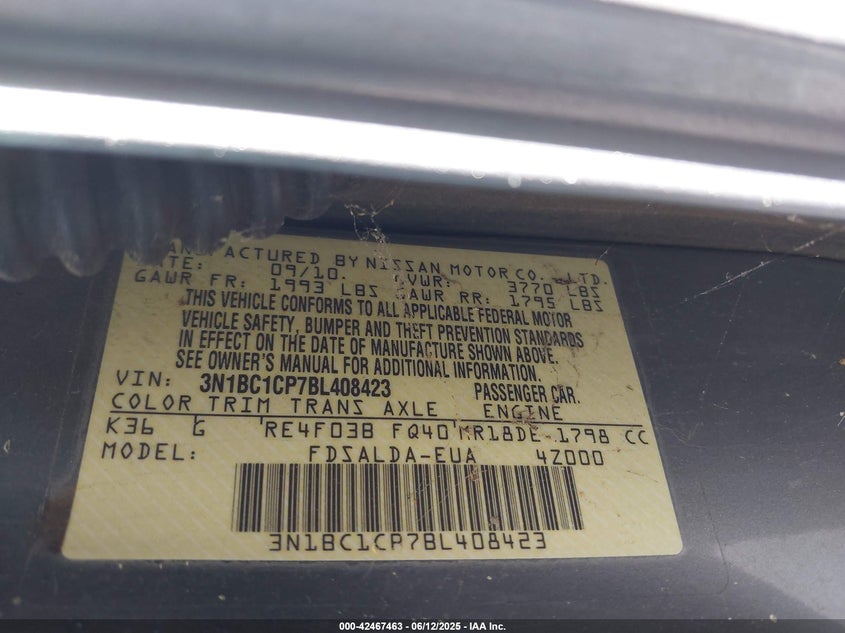 MANUFACTURED BY NISSAN MOTOR CO., LTD.
DATE: 09/10. GVWR: 3770 LBS
GAWR FR: 1993 LBS GAWR RR: 1795 LBS
THIS VEHICLE CONFORMS TO ALL APPLICABLE FEDERAL MOTOR
VEHICLE SAFETY, BUMPER AND THEFT PREVENTION STANDARDS
IN EFFECT ON THE DATE OF MANUFACTURE SHOWN ABOVE.
SEE OWNER'S MANUAL FOR ADDITIONAL INFORMATION.
VIN: 3N1BC1CP7BL408423 PASSENGER CAR.
COLOR TRIM TRANS AXLE ENGINE
K36 G RE4F03B FQ40 MR18DE 1798 CC
MODEL: FDSALDA-EUA 4Z000
3N1BC1CP7BL408423
000-42467463 - 06/12/2025 - IAA Inc.